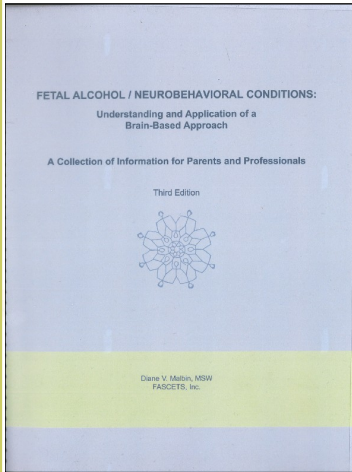 FETAL ALCOHOL / NEUROBEHAVIORAL CONDITIONS:
Understanding and Application of a
Brain-Based Approach
A Collection of Information for Parents and Professionals
Third Edition
Diane V. Malbin, MSW
FASCETS, Inc.